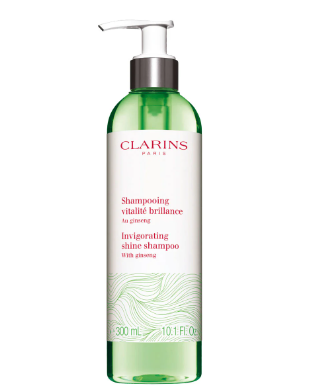 CLARINS
PARIS
Shampooing
vitalité brillance
Au ginseng
Invigorating
shine shampoo
With ginseng
300 mL 10.1 Fl.Oz